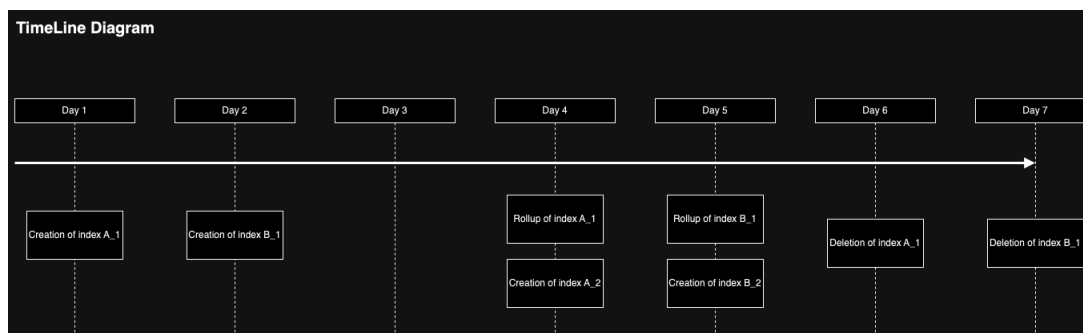 TimeLine Diagram
Day 1
Day 2
Day 3
Day 4
Day 5
Day 6
Day 7
Creation of index A_1
Creation of index B_1
Rollup of index A_1
Creation of index A_2
Rollup of index B_1
Creation of index B_2
Deletion of index A_1
Deletion of index B_1